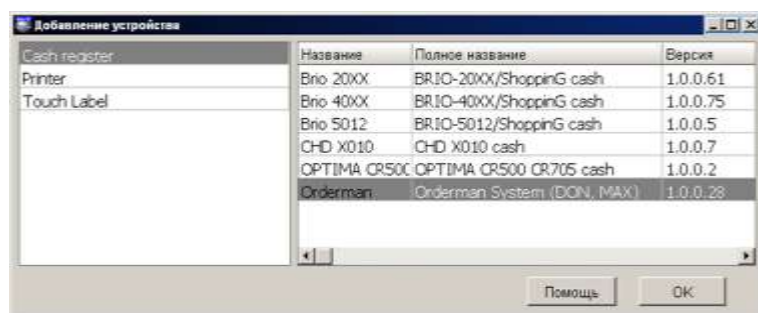 Добавление устройства
Cash register
Printer
Touch Label
Название Полное название Версия
Brio 20XX BRIO-20XX/ShoppinG cash 1.0.0.61
Brio 40XX BRIO-40XX/ShoppinG cash 1.0.0.75
Brio 5012 BRIO-5012/ShoppinG cash 1.0.0.5
CHD X010 CHD X010 cash 1.0.0.7
OPTIMA CR500 OPTIMA CR500 CR705 cash 1.0.0.2
Orderman Orderman System (DON, MAX) 1.0.0.28
Помощь OK